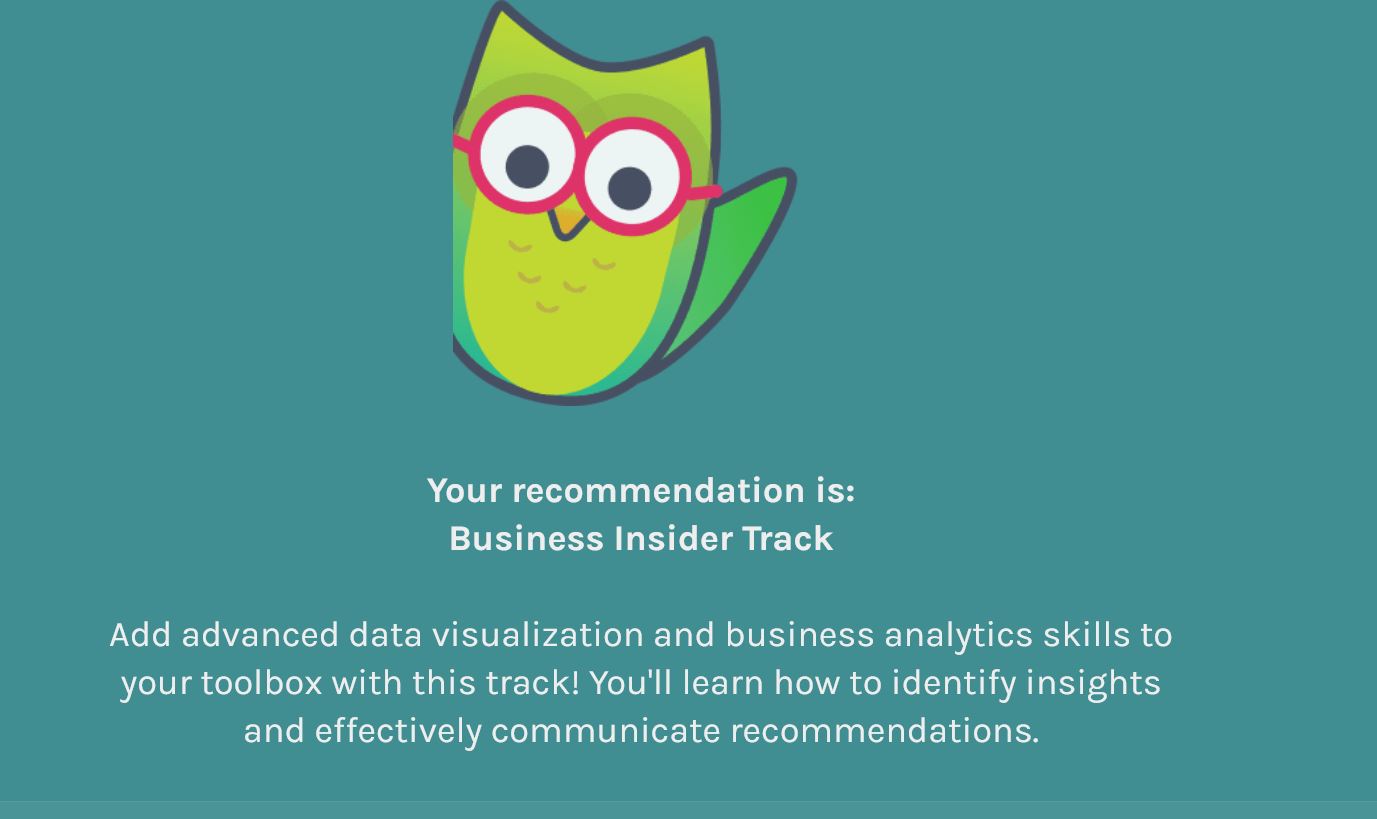 Your recommendation is:
Business Insider Track
Add advanced data visualization and business analytics skills to
your toolbox with this track! You'll learn how to identify insights
and effectively communicate recommendations.